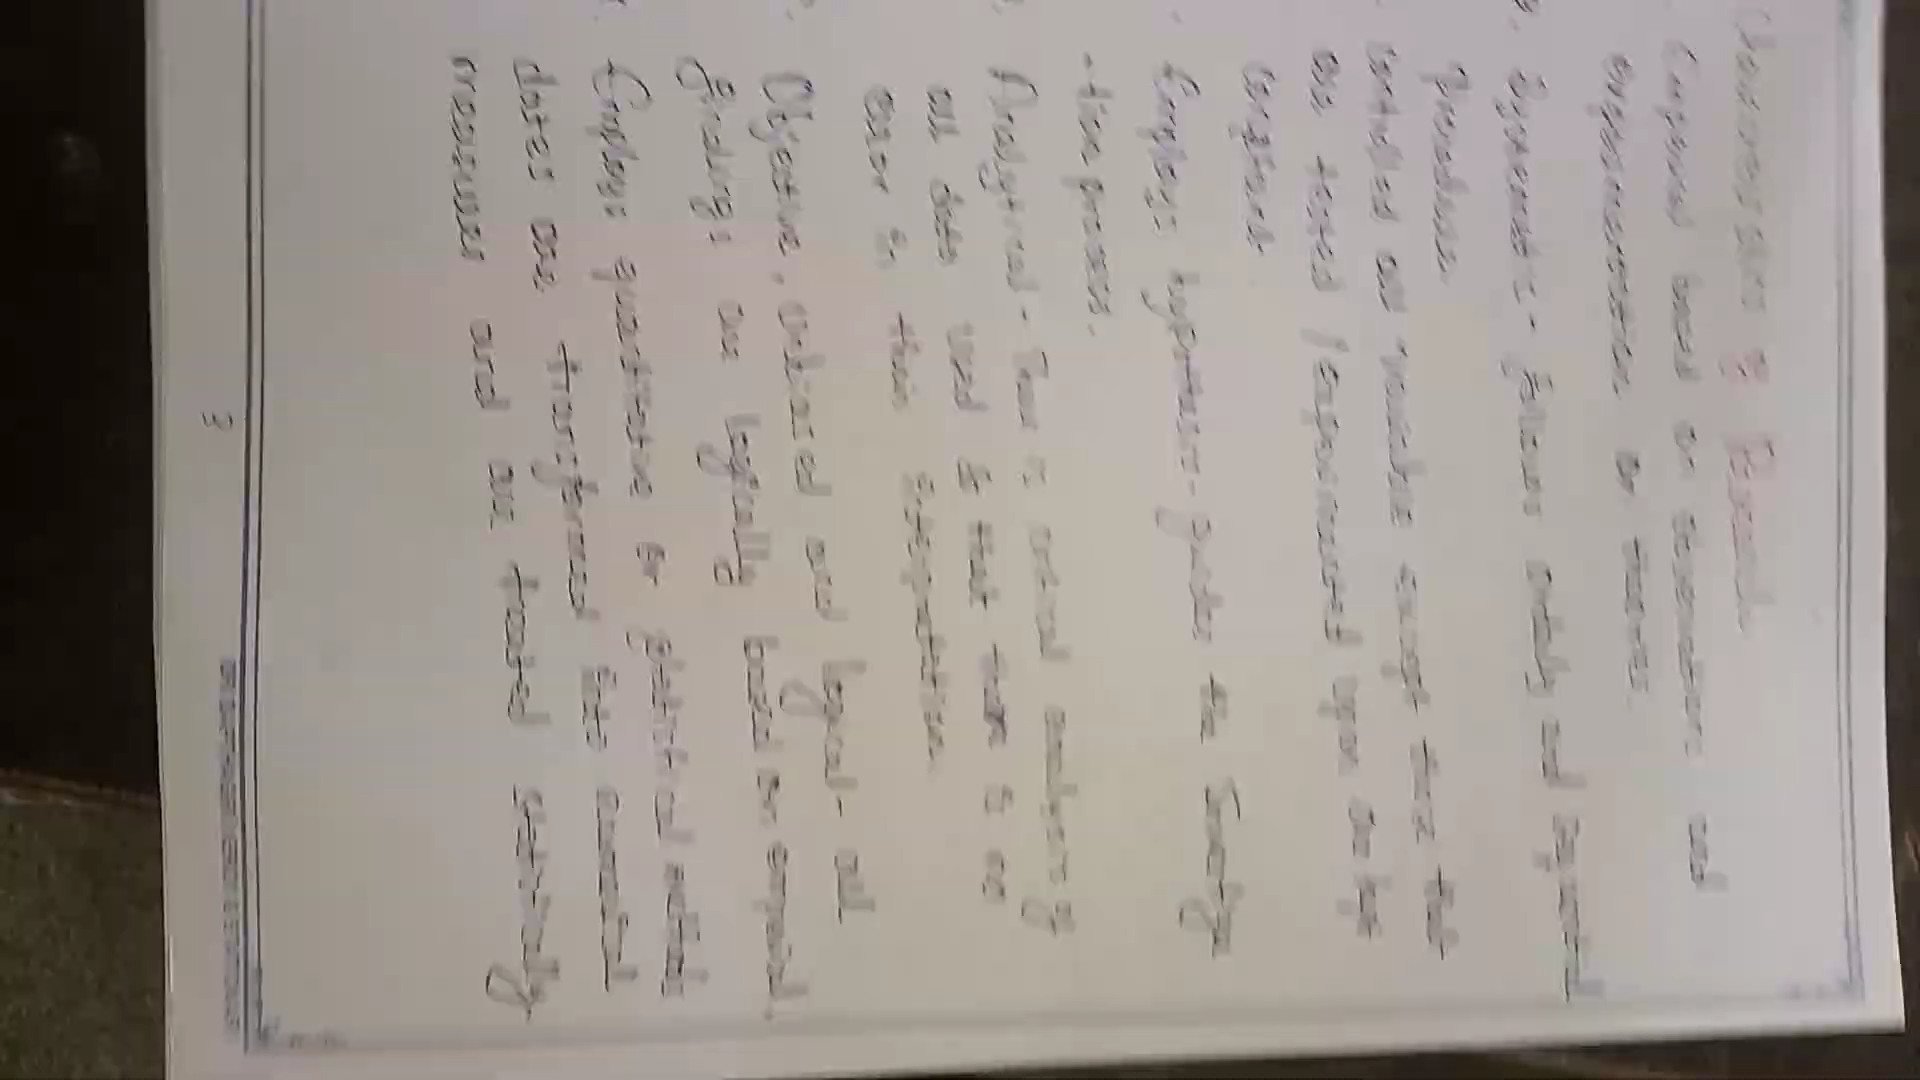 Characteristics of Research
Empirical based on observations and
experimentation or theories.
Systematic - follows orderly and sequential
Procedure.
Controlled all variables except those that
are tested / experimented upon are kept
constant.
Employs hypothesis - guides the
-tion process.
Analytical - There is critical analysis of
all data used so that there is no
error in their interpretation
Objective, unbiased and logical - all
findings are logically based on empirical.
Employs quantitative or statistical methods
dates are transformed into numerical
measures and are treated statistically
3